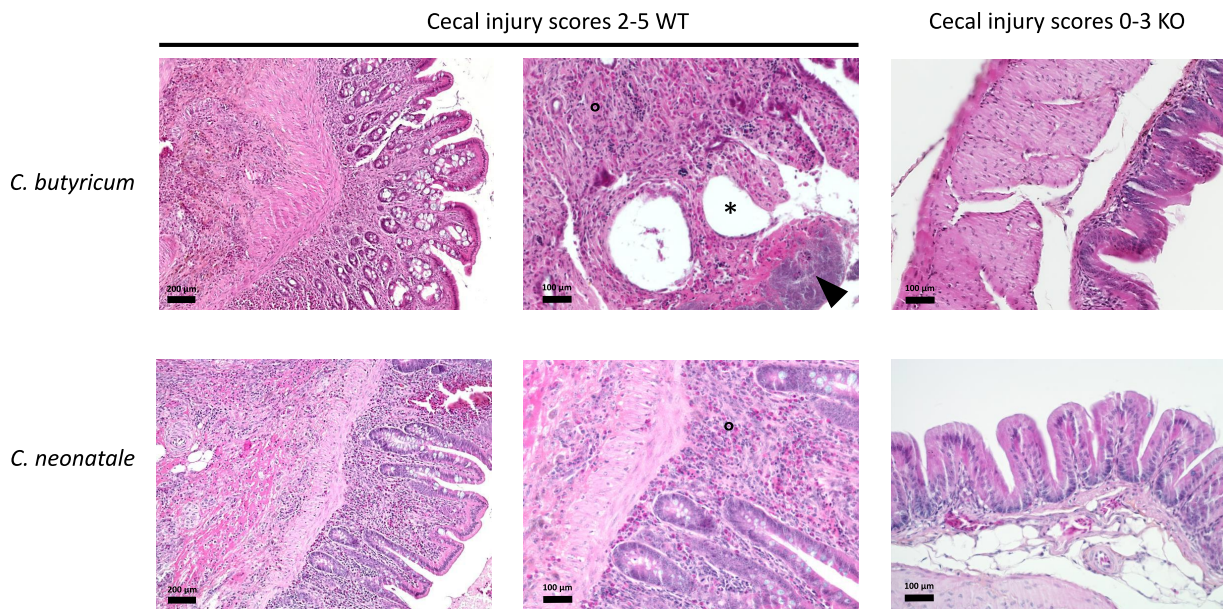 Cecal injury scores 2-5 WT
Cecal injury scores 0-3 KO
C. butyricum
200 µm
100 µm
*
100 µm
C. neonatale
200 µm
100 µm
100 µm